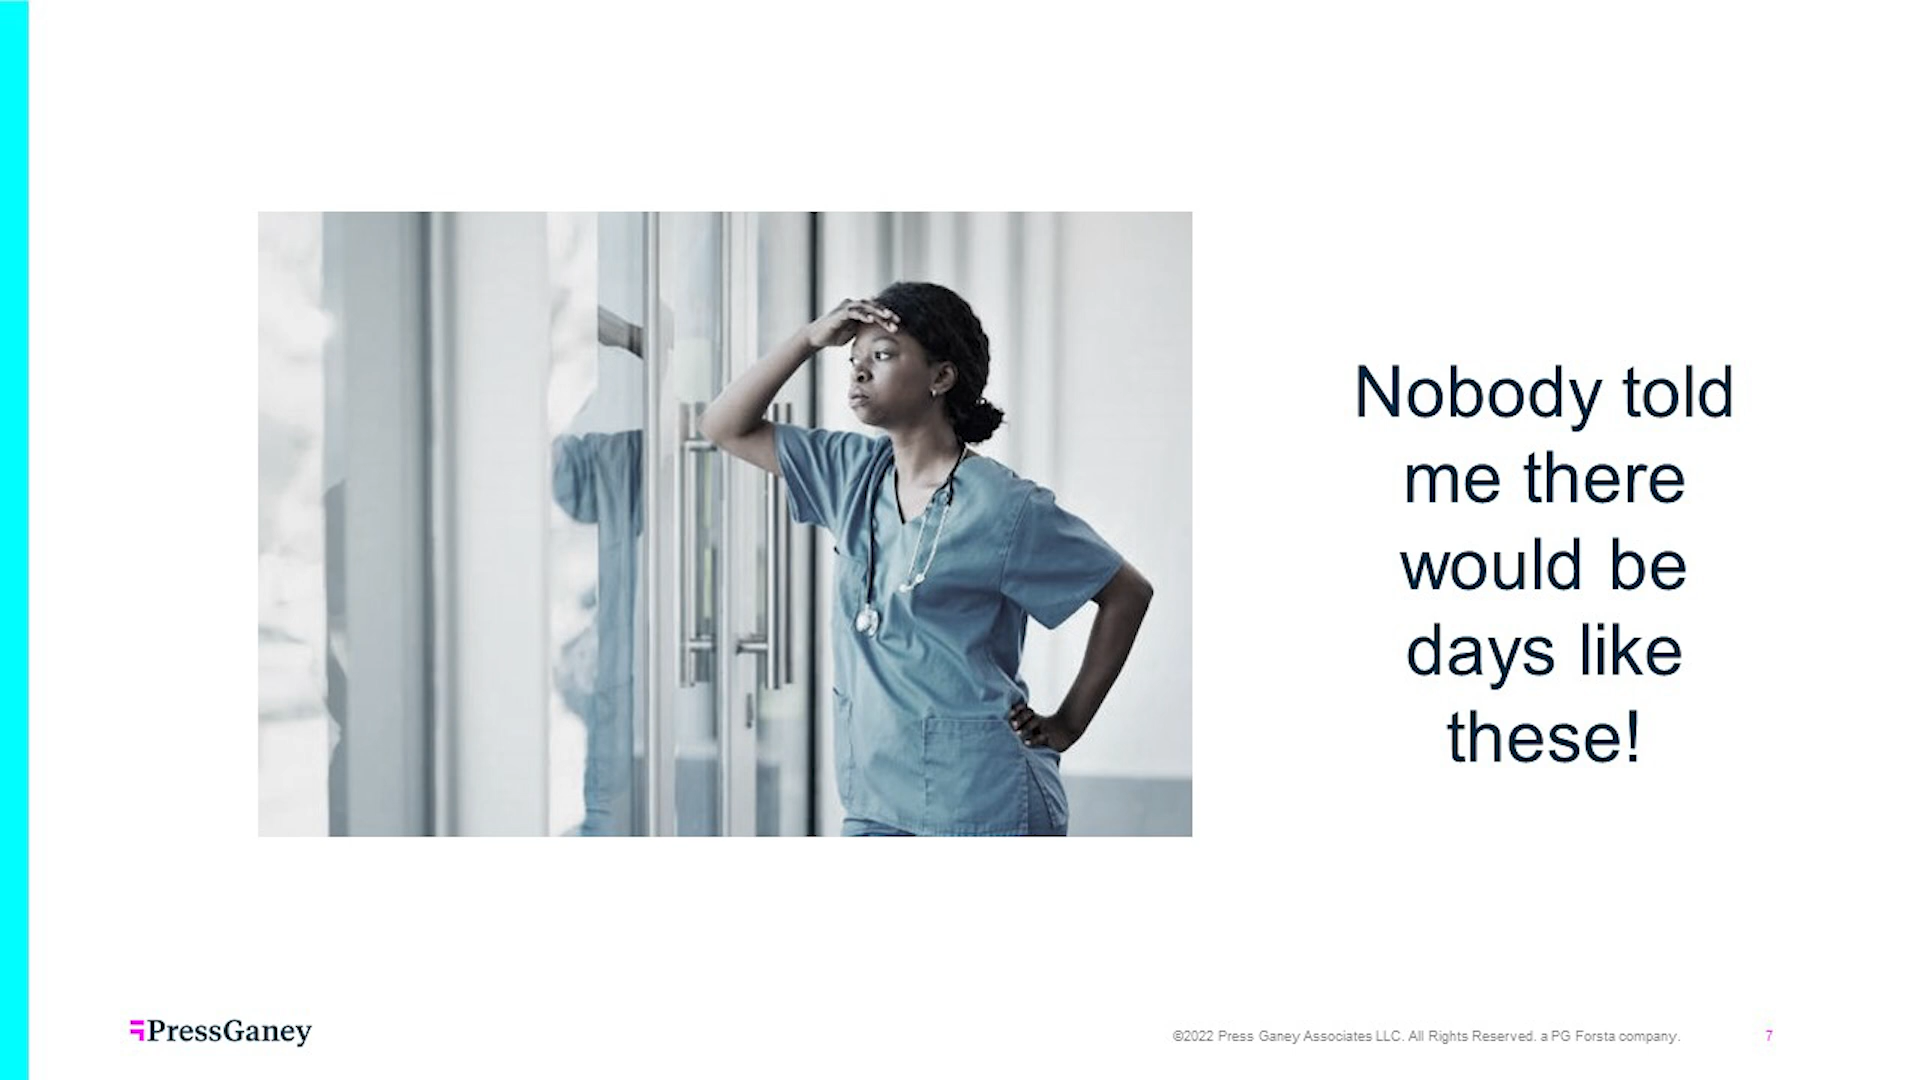 Nobody told
me there
would be
days like
these!
PressGaney
©2022 Press Ganey Associates LLC. All Rights Reserved. a PG Forsta company.
7